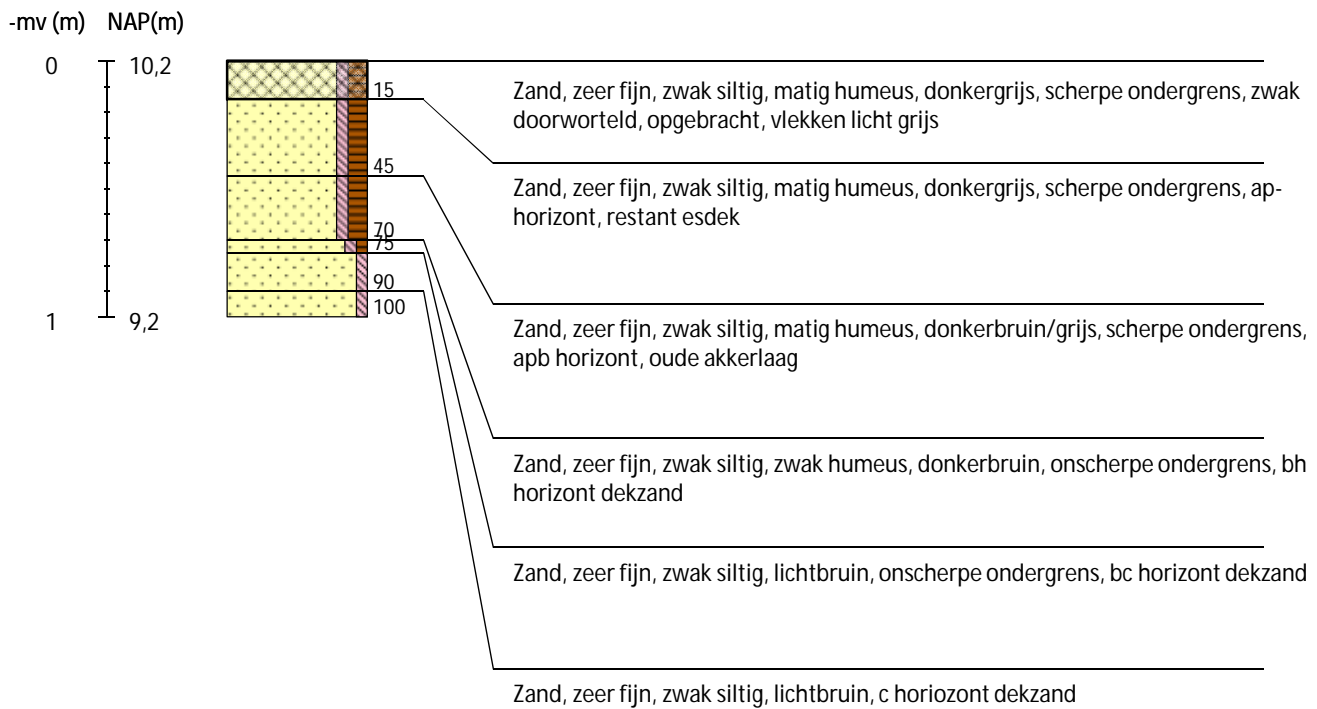 -mv (m) NAP(m)
0 10,2
15
Zand, zeer fijn, zwak siltig, matig humeus, donkergrijs, scherpe ondergrens, zwak
doorworteld, opgebracht, vlekken licht grijs
45
Zand, zeer fijn, zwak siltig, matig humeus, donkergrijs, scherpe ondergrens, ap-
horizont, restant esdek
70
75
90
100
1 9,2
Zand, zeer fijn, zwak siltig, matig humeus, donkerbruin/grijs, scherpe ondergrens,
apb horizont, oude akkerlaag
Zand, zeer fijn, zwak siltig, zwak humeus, donkerbruin, onscherpe ondergrens, bh
horizont dekzand
Zand, zeer fijn, zwak siltig, lichtbruin, onscherpe ondergrens, bc horizont dekzand
Zand, zeer fijn, zwak siltig, lichtbruin, c horiozont dekzand